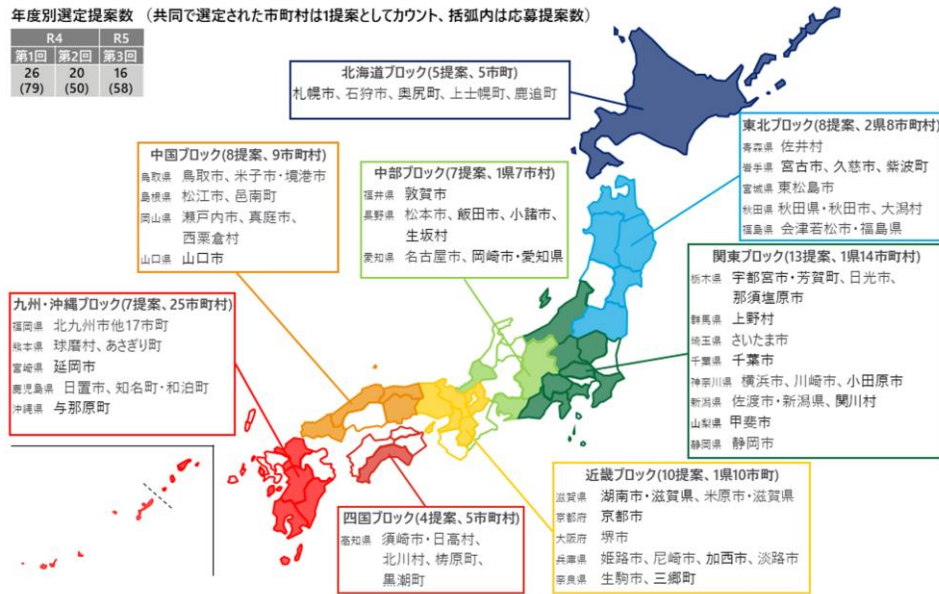 年度別選定提案数 （共同で選定された市町村は1提案としてカウント、括弧内は応募提案数）
R4 R5
第1回 第2回 第3回
26 20 16
(79) (50) (58)
北海道ブロック(5提案、5市町)
札幌市、石狩市、奥尻町、上士幌町、鹿追町
東北ブロック(8提案、2県8市町村)
青森県 佐井村
岩手県 宮古市、久慈市、紫波町
宮城県 東松島市
秋田県 秋田県・秋田市、大潟村
福島県 会津若松市・福島県
中国ブロック(8提案、9市町村)
鳥取県 鳥取市、米子市・境港市
島根県 松江市、邑南町
岡山県 瀬戸内市、真庭市、
西粟倉村
山口県 山口市
中部ブロック(7提案、1県7市村)
福井県 敦賀市
長野県 松本市、飯田市、小諸市、
生坂村
愛知県 名古屋市、岡崎市・愛知県
関東ブロック(13提案、1県14市町村)
栃木県 宇都宮市・芳賀町、日光市、
那須塩原市
群馬県 上野村
埼玉県 さいたま市
千葉県 千葉市
神奈川県 横浜市、川崎市、小田原市
新潟県 佐渡市・新潟県、関川村
山梨県 甲斐市
静岡県 静岡市
九州・沖縄ブロック(7提案、25市町村)
福岡県 北九州市他17市町
熊本県 球磨村、あさぎり町
宮崎県 延岡市
鹿児島県 日置市、知名町・和泊町
沖縄県 与那原町
四国ブロック(4提案、5市町村)
高知県 須崎市・日高村、
北川村、梼原町、
黒潮町
近畿ブロック(10提案、1県10市町)
滋賀県 湖南市・滋賀県、米原市・滋賀県
京都府 京都市
大阪府 堺市
兵庫県 姫路市、尼崎市、加西市、淡路市
奈良県 生駒市、三郷町